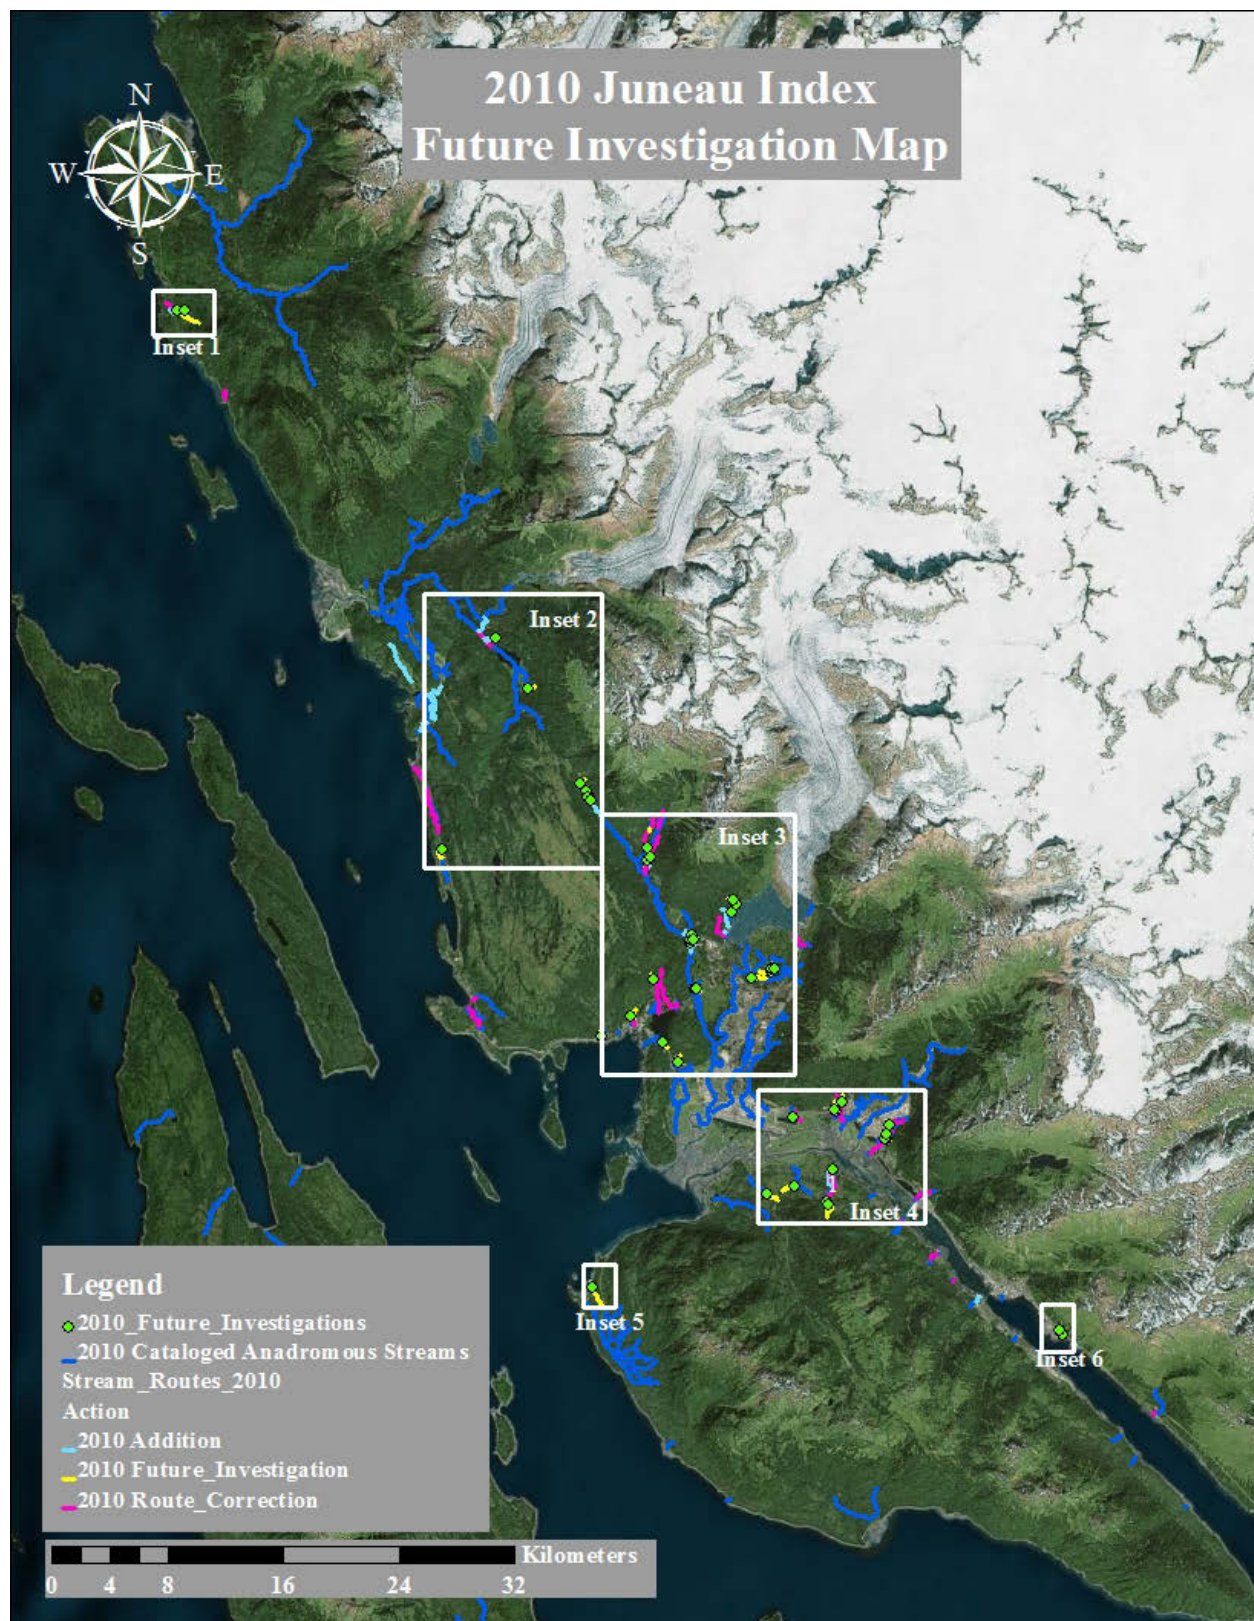 2010 Juneau Index
Future Investigation Map
N
W
E
S
Inset 1
Inset 2
Inset 3
1
Inset 4
Inset 5
Inset 6
Legend
2010_Future_Investigations
2010 Cataloged Anadromous Streams
Stream_Routes_2010
Action
2010 Addition
2010 Future_Investigation
2010 Route_Correction
Kilometers
0 4 8 16 24 32